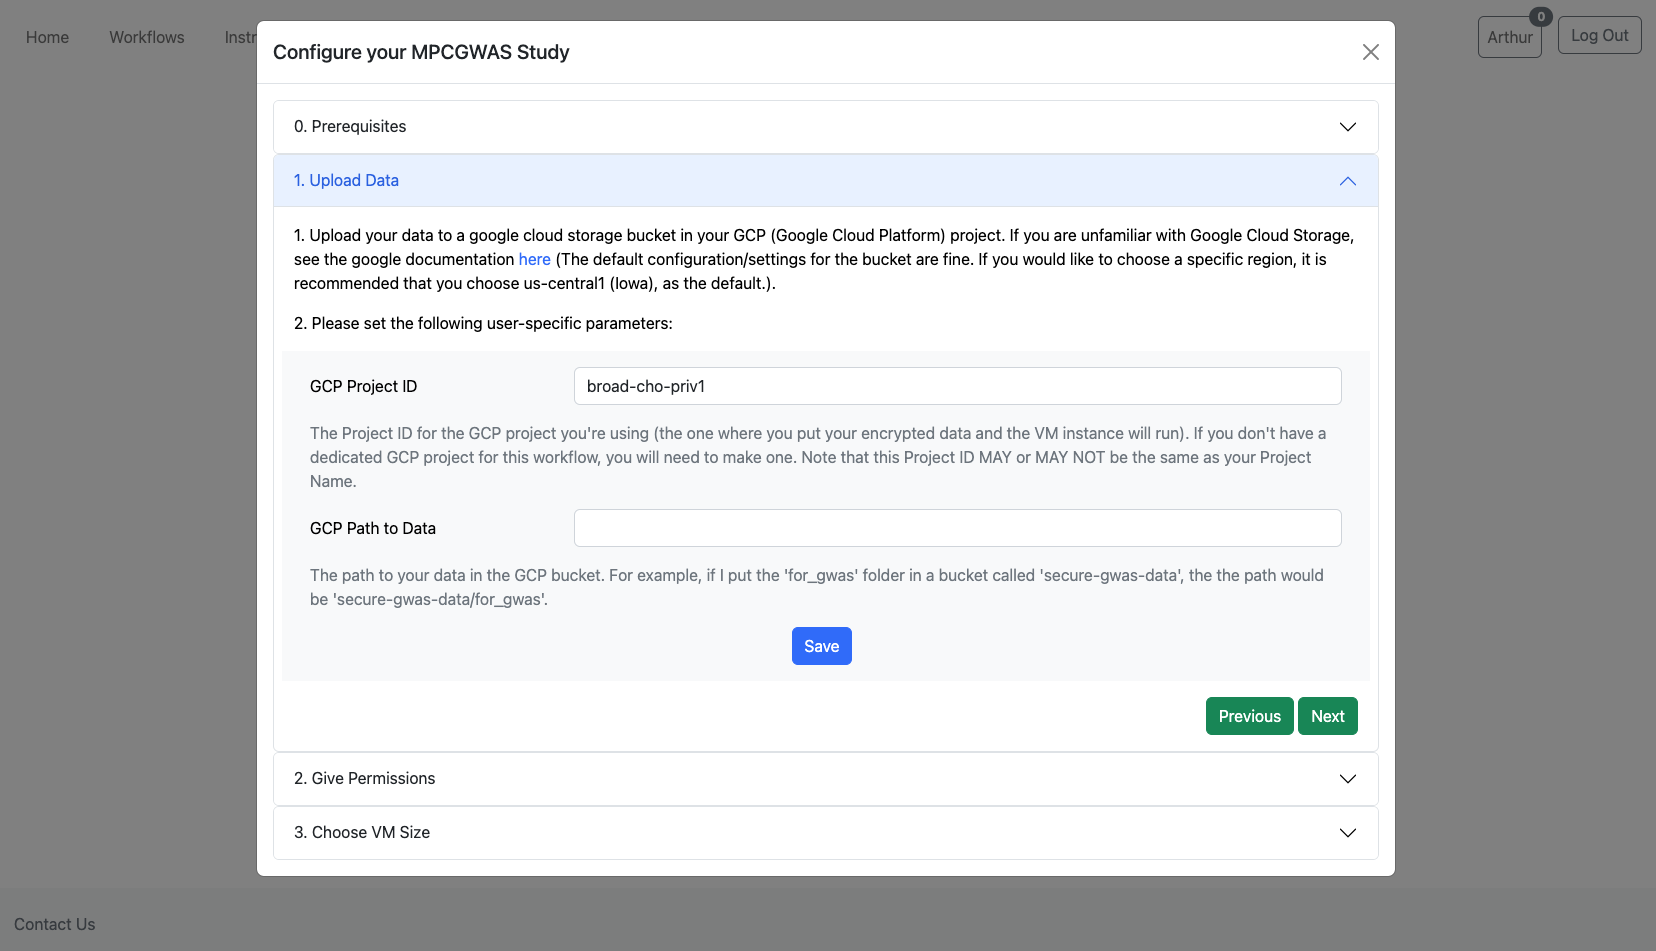 Home
Workflows
Instr
0
Arthur
Log Out
Configure your MPCGWAS Study
0. Prerequisites
1. Upload Data
1. Upload your data to a google cloud storage bucket in your GCP (Google Cloud Platform) project. If you are unfamiliar with Google Cloud Storage,
see the google documentation here (The default configuration/settings for the bucket are fine. If you would like to choose a specific region, it is
recommended that you choose us-central1 (Iowa), as the default.).
2. Please set the following user-specific parameters:
GCP Project ID
broad-cho-priv1
The Project ID for the GCP project you're using (the one where you put your encrypted data and the VM instance will run). If you don't have a
dedicated GCP project for this workflow, you will need to make one. Note that this Project ID MAY or MAY NOT be the same as your Project
Name.
GCP Path to Data
The path to your data in the GCP bucket. For example, if I put the 'for_gwas' folder in a bucket called 'secure-gwas-data', the the path would
be 'secure-gwas-data/for_gwas'.
Save
Previous
Next
2. Give Permissions
3. Choose VM Size
Contact Us